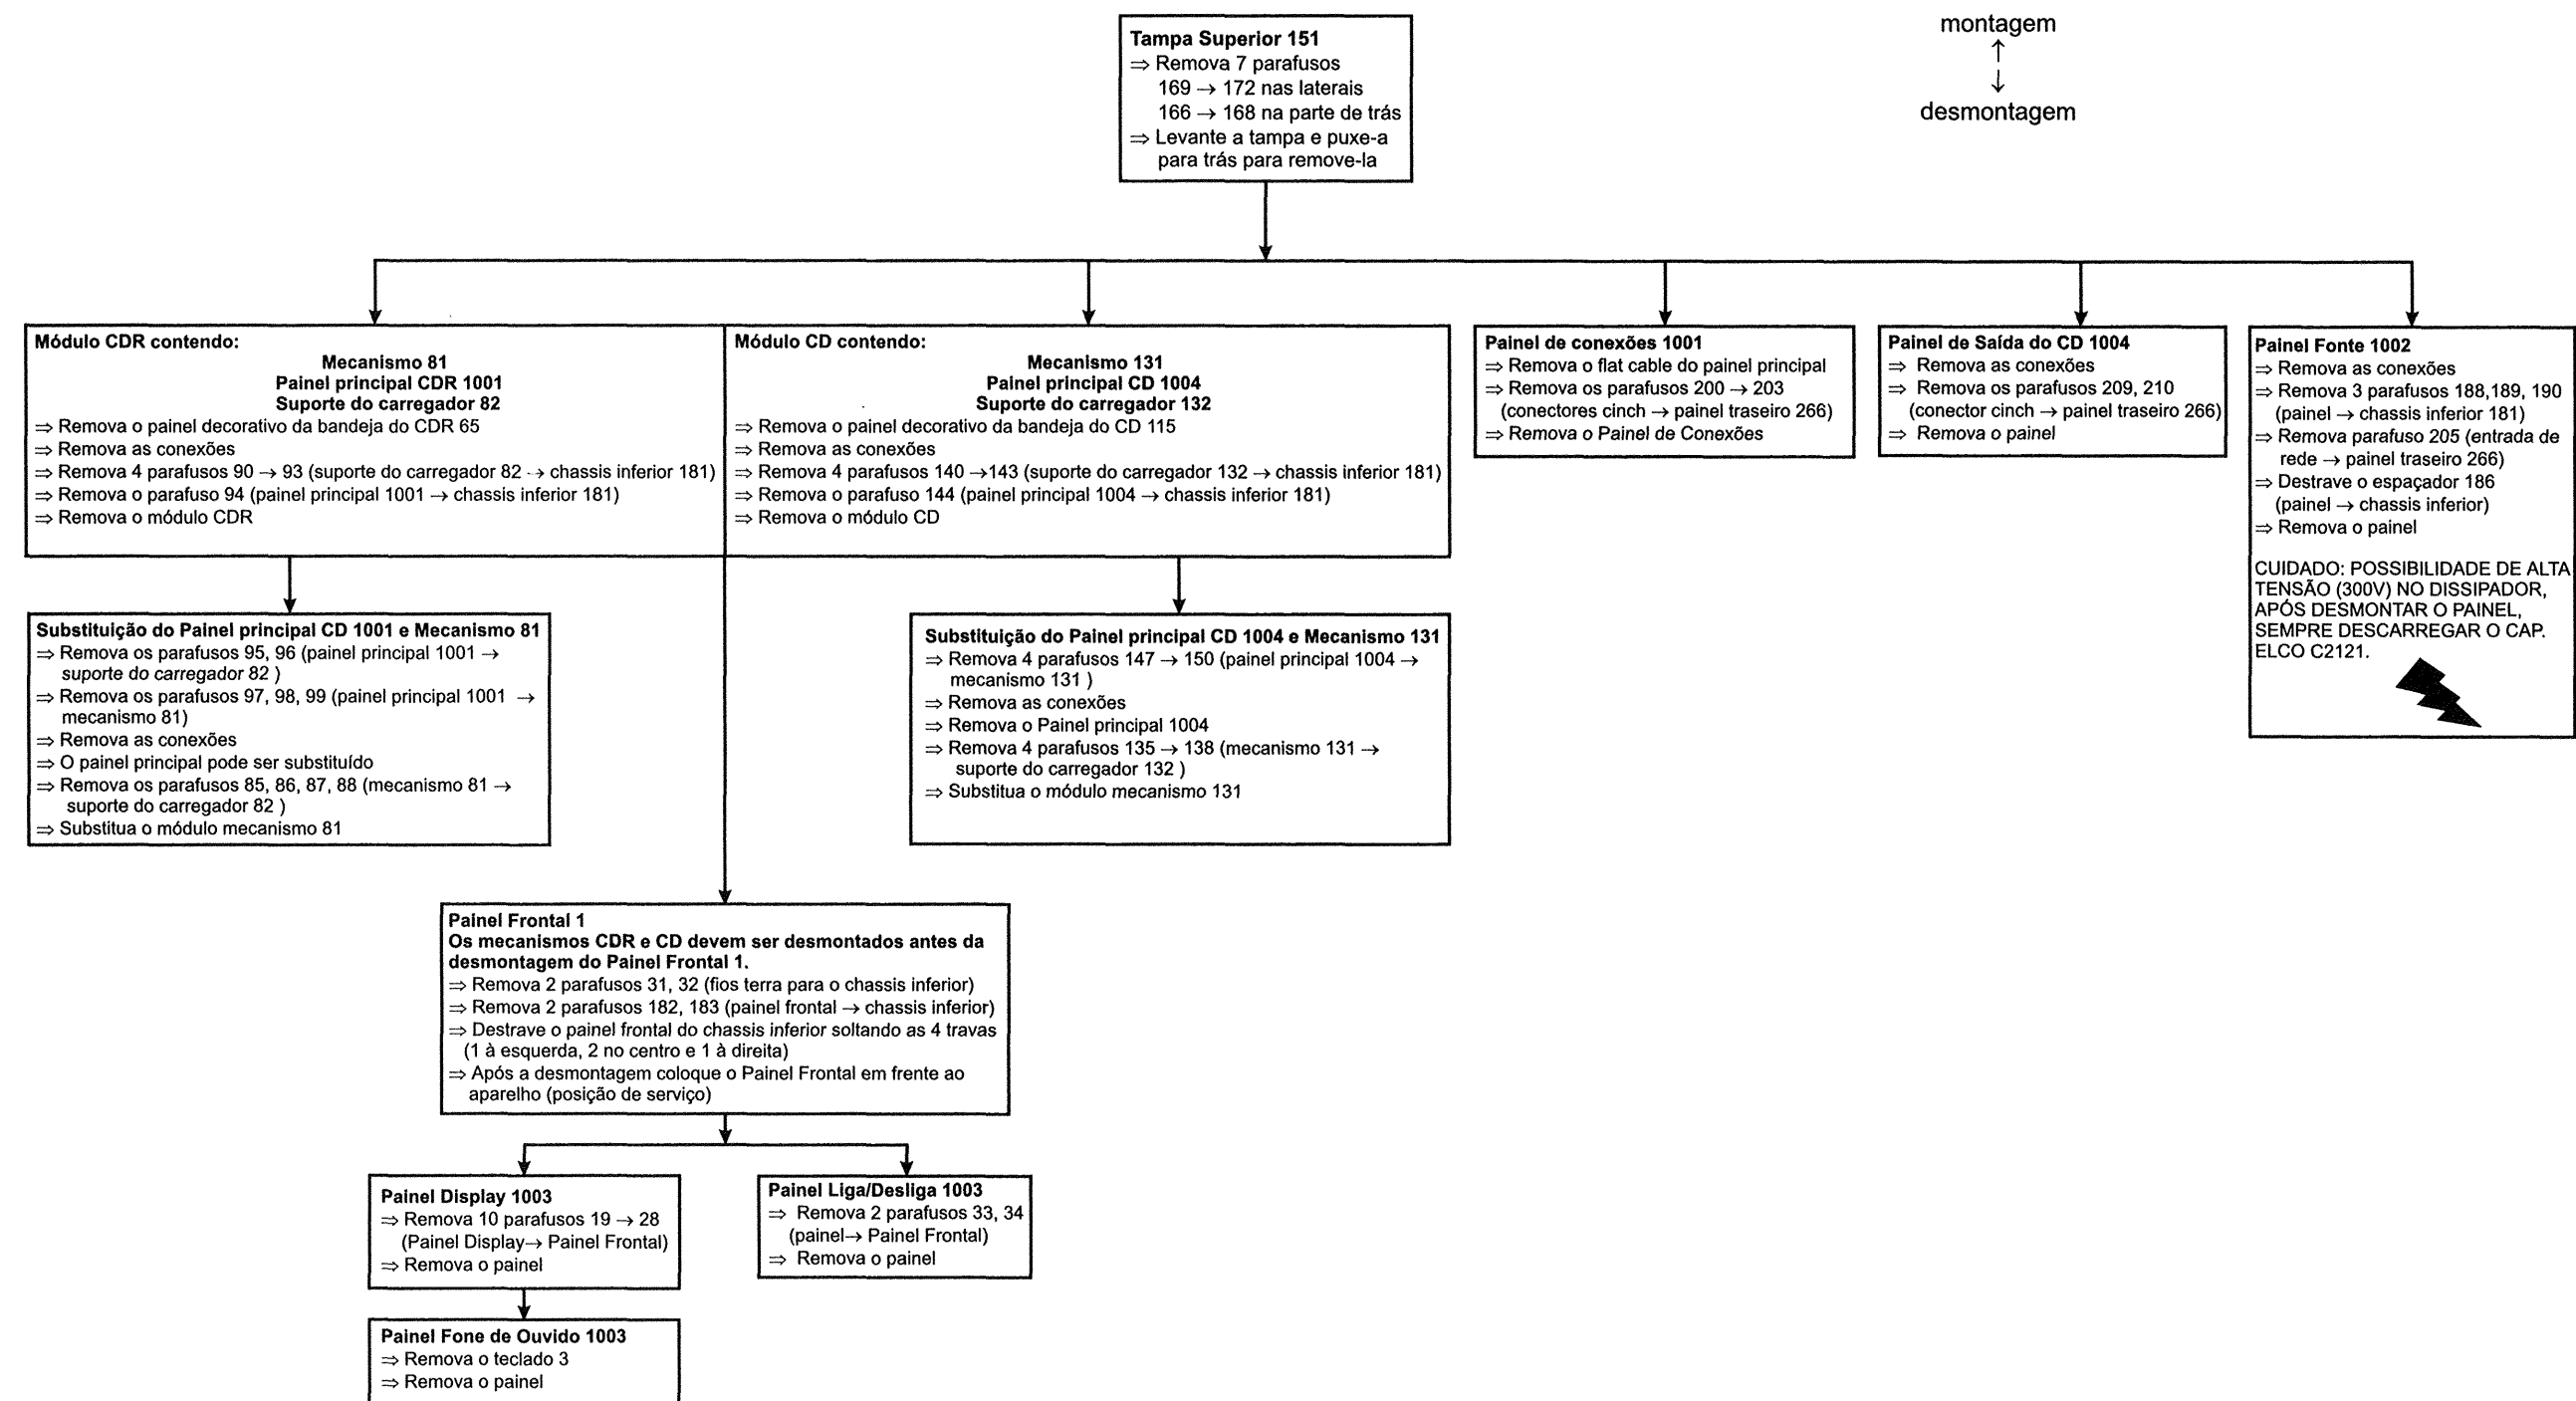 montagem
↑
↓
desmontagem
Tampa Superior 151
⇒ Remova 7 parafusos
169 → 172 nas laterais
166 → 168 na parte de trás
⇒ Levante a tampa e puxe-a
para trás para remove-la
Módulo CDR contendo:
Mecanismo 81
Painel principal CDR 1001
Suporte do carregador 82
⇒ Remova o painel decorativo da bandeja do CDR 65
⇒ Remova as conexões
⇒ Remova 4 parafusos 90 → 93 (suporte do carregador 82 → chassis inferior 181)
⇒ Remova o parafuso 94 (painel principal 1001 → chassis inferior 181)
⇒ Remova o módulo CDR
Módulo CD contendo:
Mecanismo 131
Painel principal CD 1004
Suporte do carregador 132
⇒ Remova o painel decorativo da bandeja do CD 115
⇒ Remova as conexões
⇒ Remova 4 parafusos 140 →143 (suporte do carregador 132 → chassis inferior 181)
⇒ Remova o parafuso 144 (painel principal 1004 → chassis inferior 181)
⇒ Remova o módulo CD
Painel de conexões 1001
⇒ Remova o flat cable do painel principal
⇒ Remova os parafusos 200 → 203
(conectores cinch → painel traseiro 266)
⇒ Remova o Painel de Conexões
Painel de Saída do CD 1004
⇒ Remova as conexões
⇒ Remova os parafusos 209, 210
(conector cinch → painel traseiro 266)
⇒ Remova o painel
Painel Fonte 1002
⇒ Remova as conexões
⇒ Remova 3 parafusos 188,189, 190
(painel → chassis inferior 181)
⇒ Remova parafuso 205 (entrada de
rede → painel traseiro 266)
⇒ Destrave o espaçador 186
(painel → chassis inferior)
⇒ Remova o painel
CUIDADO: POSSIBILIDADE DE ALTA
TENSÃO (300V) NO DISSIPADOR,
APÓS DESMONTAR O PAINEL,
SEMPRE DESCARREGAR O CAP.
ELCO C2121.
Substituição do Painel principal CD 1001 e Mecanismo 81
⇒ Remova os parafusos 95, 96 (painel principal 1001 →
suporte do carregador 82 )
⇒ Remova os parafusos 97, 98, 99 (painel principal 1001 →
mecanismo 81)
⇒ Remova as conexões
⇒ O painel principal pode ser substituído
⇒ Remova os parafusos 85, 86, 87, 88 (mecanismo 81 →
suporte do carregador 82 )
⇒ Substitua o módulo mecanismo 81
Substituição do Painel principal CD 1004 e Mecanismo 131
⇒ Remova 4 parafusos 147 → 150 (painel principal 1004 →
mecanismo 131 )
⇒ Remova as conexões
⇒ Remova o Painel principal 1004
⇒ Remova 4 parafusos 135 → 138 (mecanismo 131 →
suporte do carregador 132 )
⇒ Substitua o módulo mecanismo 131
Painel Frontal 1
Os mecanismos CDR e CD devem ser desmontados antes da
desmontagem do Painel Frontal 1.
⇒ Remova 2 parafusos 31, 32 (fios terra para o chassis inferior)
⇒ Remova 2 parafusos 182, 183 (painel frontal → chassis inferior)
⇒ Destrave o painel frontal do chassis inferior soltando as 4 travas
(1 à esquerda, 2 no centro e 1 à direita)
⇒ Após a desmontagem coloque o Painel Frontal em frente ao
aparelho (posição de serviço)
Painel Display 1003
⇒ Remova 10 parafusos 19 → 28
(Painel Display→ Painel Frontal)
⇒ Remova o painel
Painel Liga/Desliga 1003
⇒ Remova 2 parafusos 33, 34
(painel→ Painel Frontal)
⇒ Remova o painel
Painel Fone de Ouvido 1003
⇒ Remova o teclado 3
⇒ Remova o painel